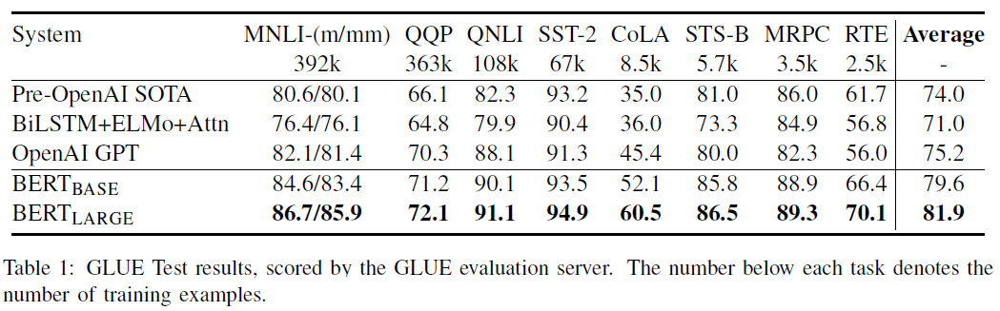 System MNLI-(m/mm) QQP QNLI SST-2 CoLA STS-B MRPC RTE Average
392k 363k 108k 67k 8.5k 5.7k 3.5k 2.5k -
Pre-OpenAI SOTA 80.6/80.1 66.1 82.3 93.2 35.0 81.0 86.0 61.7 74.0
BiLSTM+ELMo+Attn 76.4/76.1 64.8 79.9 90.4 36.0 73.3 84.9 56.8 71.0
OpenAI GPT 82.1/81.4 70.3 88.1 91.3 45.4 80.0 82.3 56.0 75.2
BERTBASE 84.6/83.4 71.2 90.1 93.5 52.1 85.8 88.9 66.4 79.6
BERTLARGE 86.7/85.9 72.1 91.1 94.9 60.5 86.5 89.3 70.1 81.9
Table 1: GLUE Test results, scored by the GLUE evaluation server. The number below each task denotes the
number of training examples.